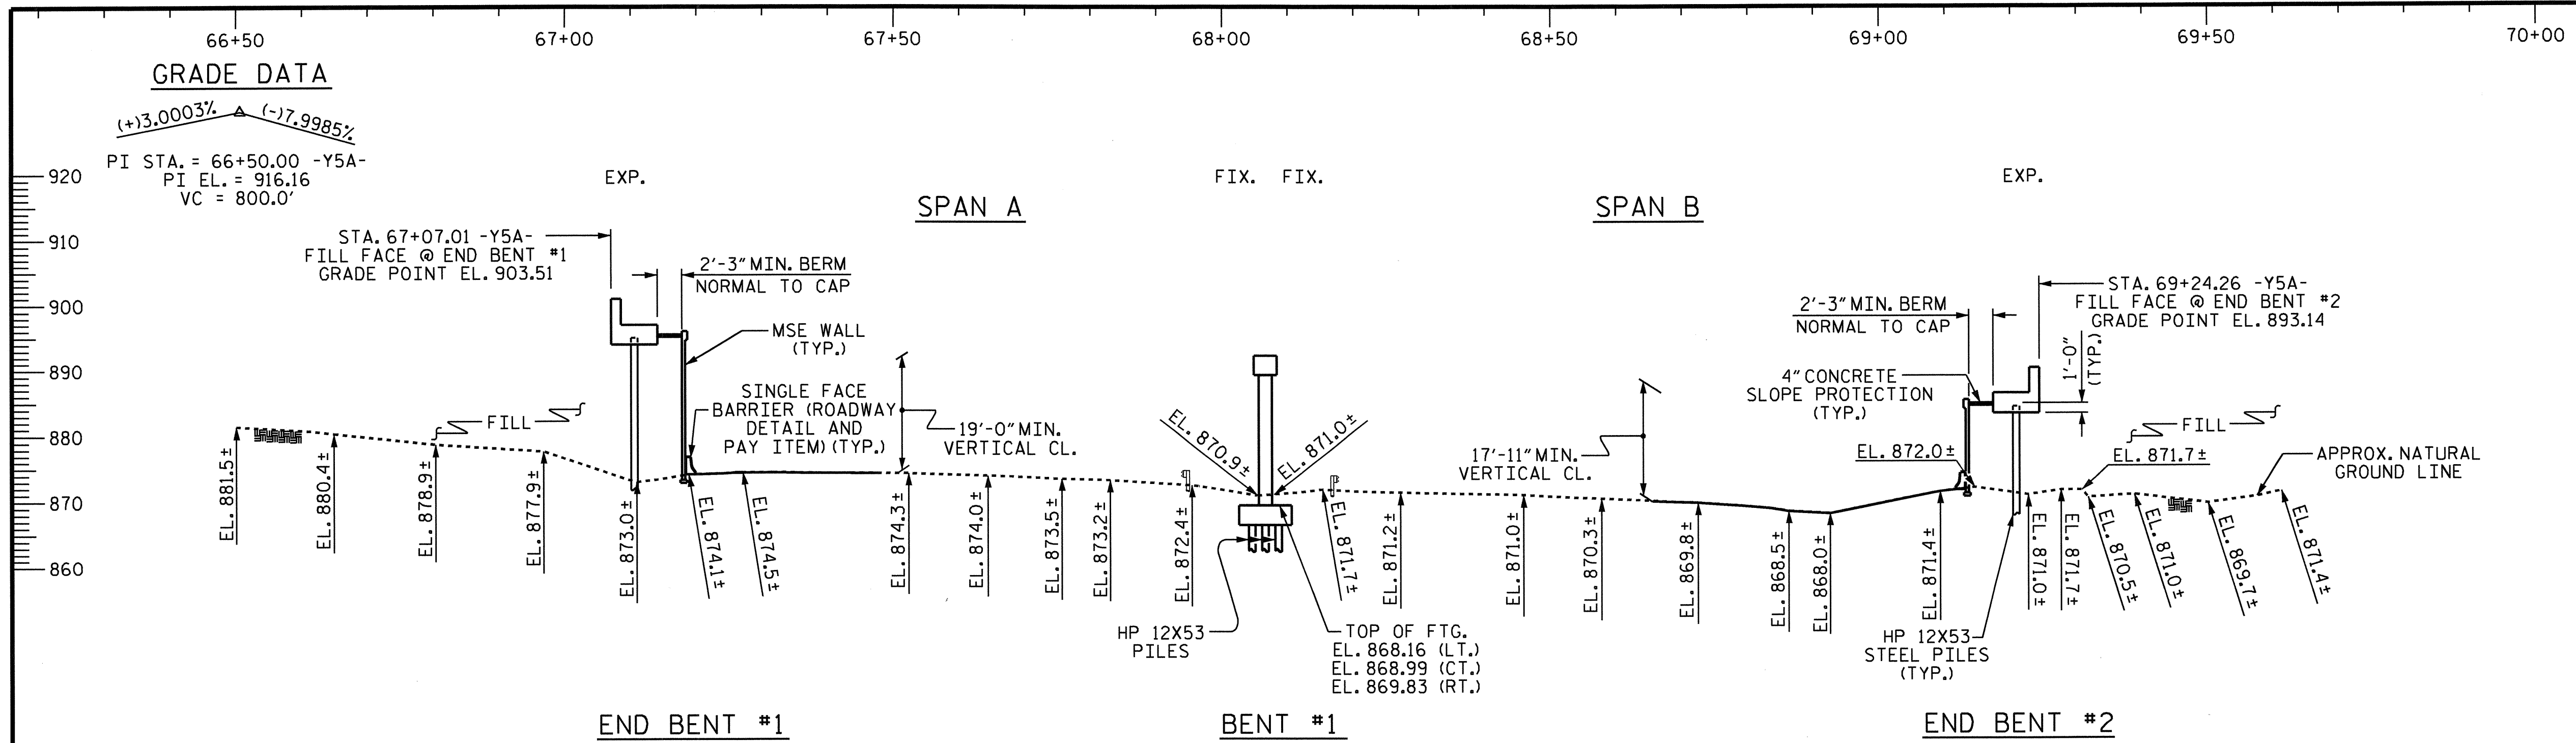 66+50
67+00
67+50
68+00
68+50
69+00
69+50
70+00
GRADE DATA
(+)3.0003%
(-)7.9985%
PI STA. = 66+50.00 -Y5A-
PI EL. = 916.16
VC = 800.0'
920
910
900
890
880
870
860
EXP.
FIX. FIX.
EXP.
SPAN A
SPAN B
STA. 67+07.01 -Y5A-
FILL FACE @ END BENT #1
GRADE POINT EL. 903.51
2'-3" MIN. BERM
NORMAL TO CAP
MSE WALL
(TYP.)
SINGLE FACE
BARRIER (ROADWAY
DETAIL AND
PAY ITEM) (TYP.)
19'-0" MIN.
VERTICAL CL.
FILL
17'-11" MIN.
VERTICAL CL.
2'-3" MIN. BERM
NORMAL TO CAP
STA. 69+24.26 -Y5A-
FILL FACE @ END BENT #2
GRADE POINT EL. 893.14
1'-0"
(TYP.)
4" CONCRETE
SLOPE PROTECTION
(TYP.)
FILL
EL. 872.0±
EL. 871.7±
APPROX. NATURAL
GROUND LINE
EL. 881.5±
EL. 880.4±
EL. 878.9±
EL. 877.9±
EL. 873.0±
EL. 874.1±
EL. 874.5±
EL. 874.3±
EL. 874.0±
EL. 873.5±
EL. 873.2±
EL. 872.4±
EL. 870.9±
EL. 871.0±
EL. 871.7±
EL. 871.2±
EL. 871.0±
EL. 870.3±
EL. 869.8±
EL. 868.5±
EL. 868.0±
EL. 871.4±
EL. 871.0±
EL. 871.7±
EL. 870.5±
EL. 871.0±
EL. 869.7±
EL. 871.4±
HP 12X53
PILES
TOP OF FTG.
EL. 868.16 (LT.)
EL. 868.99 (CT.)
EL. 869.83 (RT.)
HP 12X53
STEEL PILES
(TYP.)
END BENT #1
BENT #1
END BENT #2